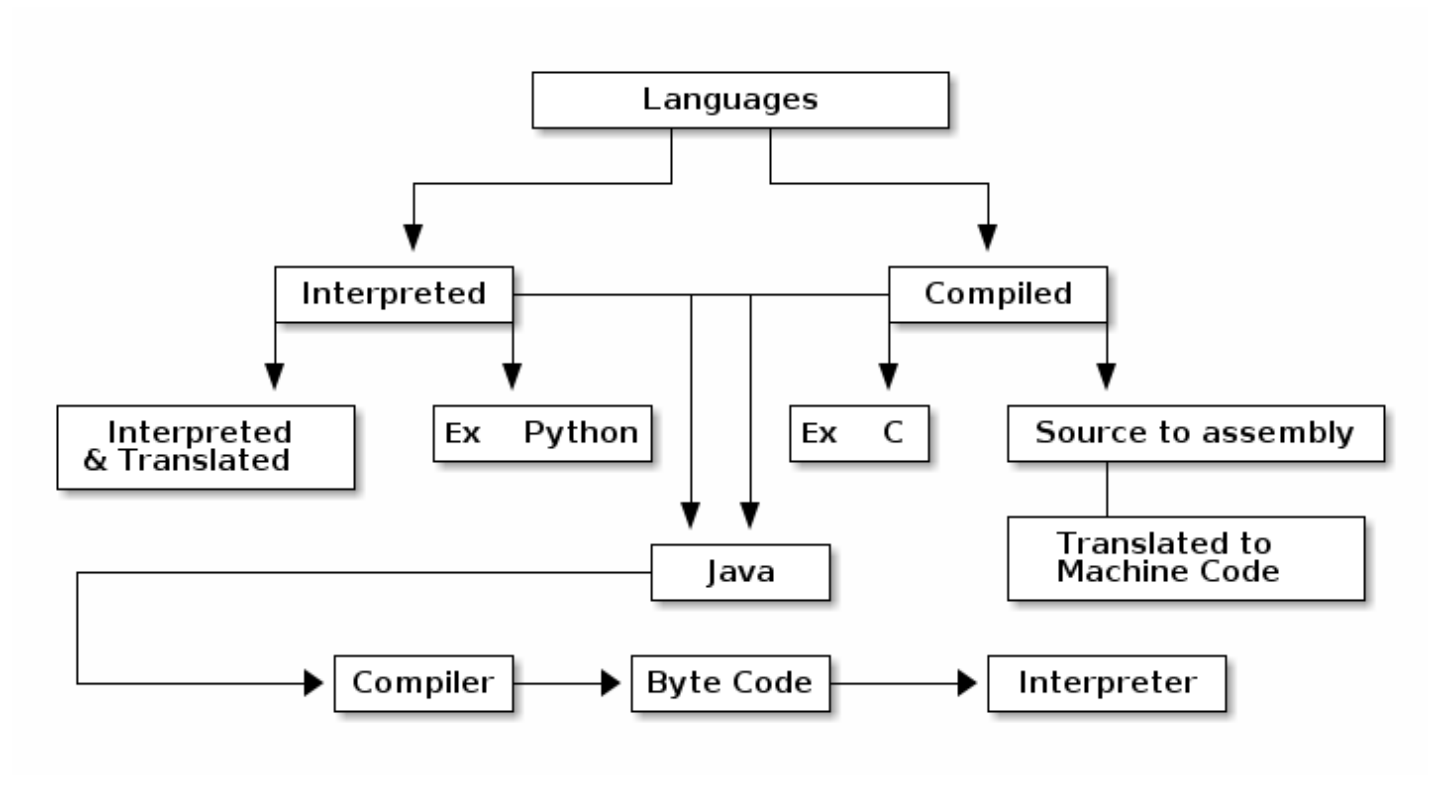 Languages
Interpreted
Compiled
Interpreted
& Translated
Ex Python
Ex C
Source to assembly
Translated to
Machine Code
Java
Compiler
Byte Code
Interpreter